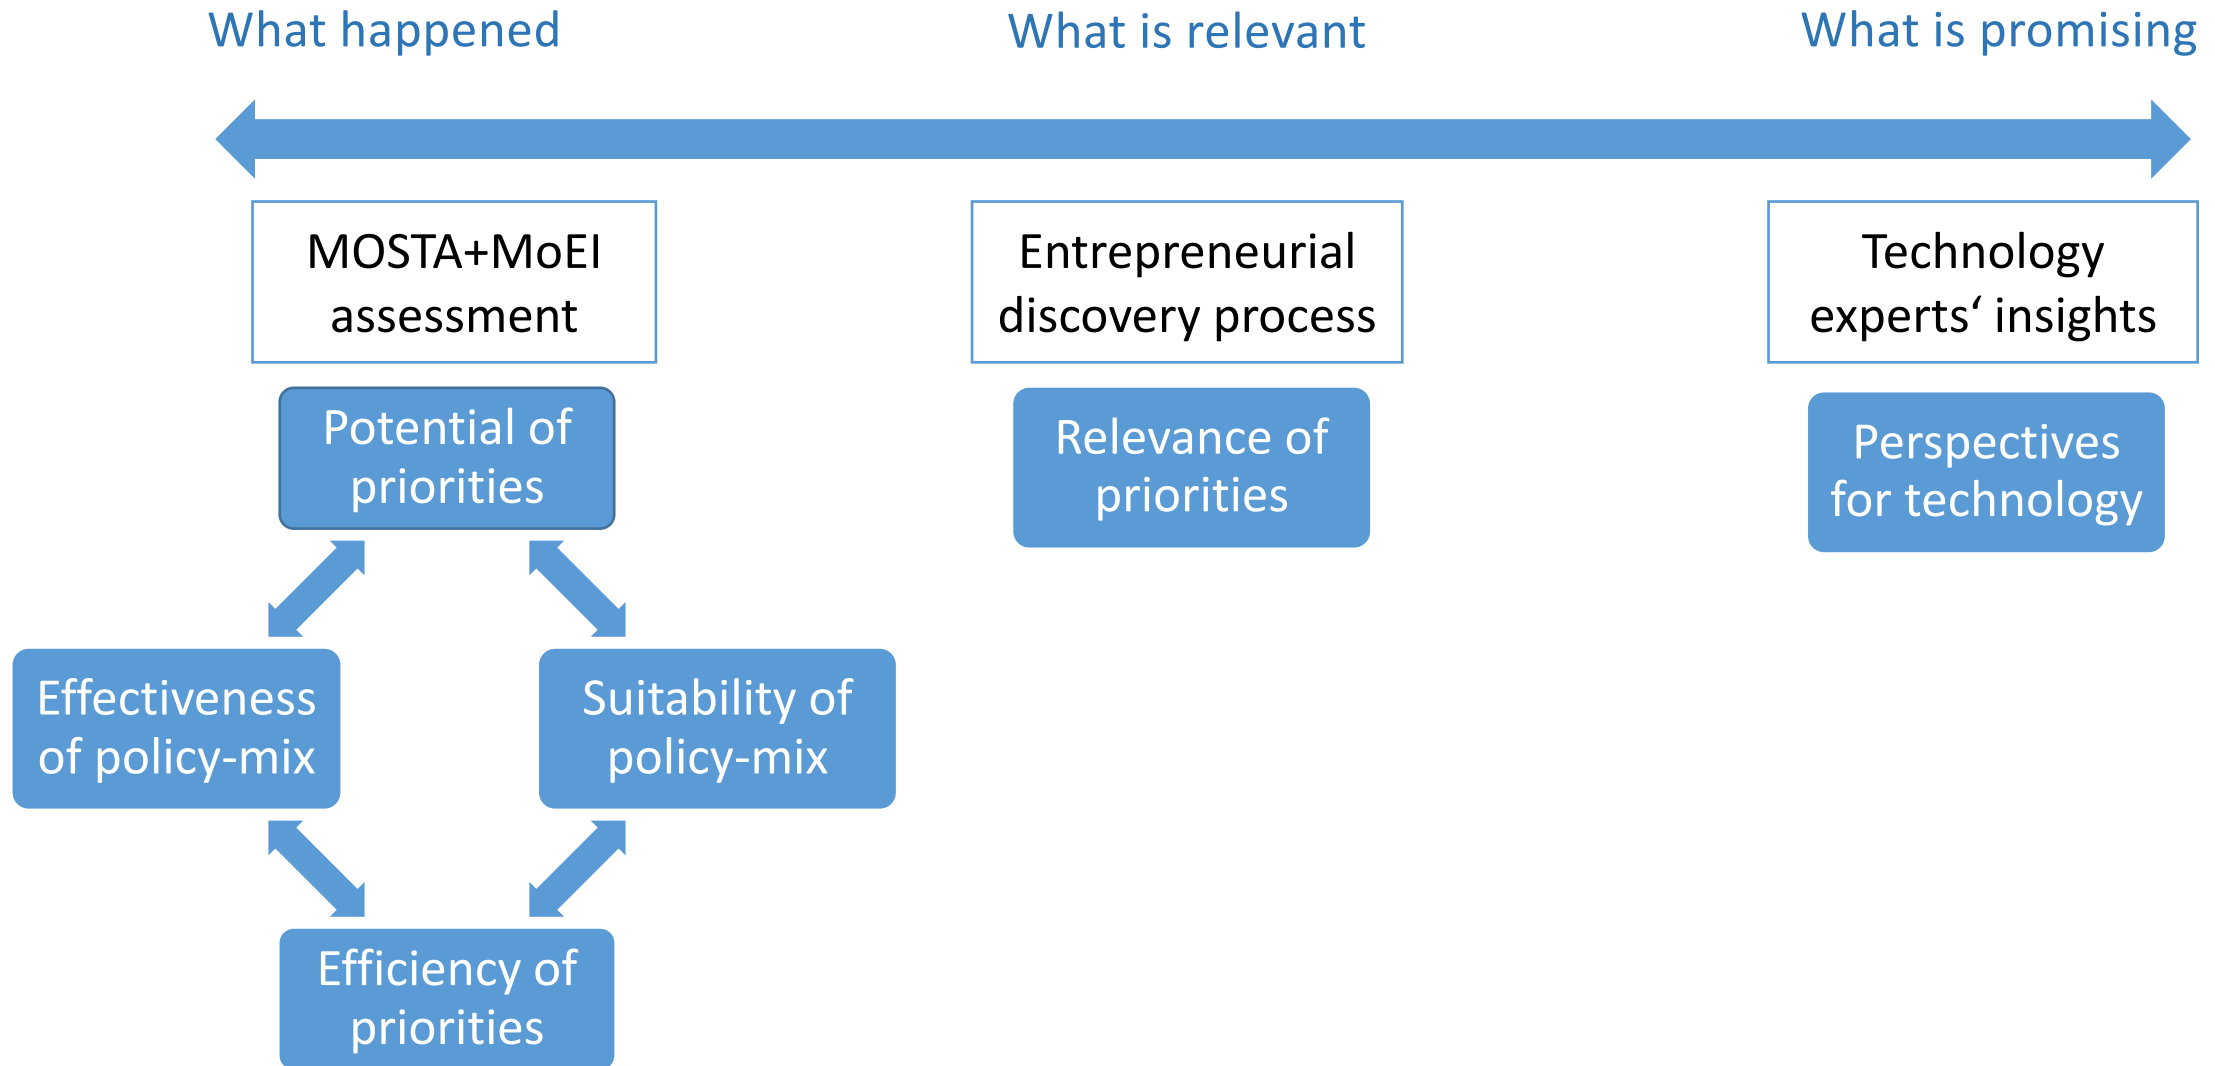 What happened
What is relevant
What is promising
MOSTA+MoEI
assessment
Entrepreneurial
discovery process
Technology
experts‘ insights
Potential of
priorities
Relevance of
priorities
Perspectives
for technology
Effectiveness
of policy-mix
Suitability of
policy-mix
Efficiency of
priorities